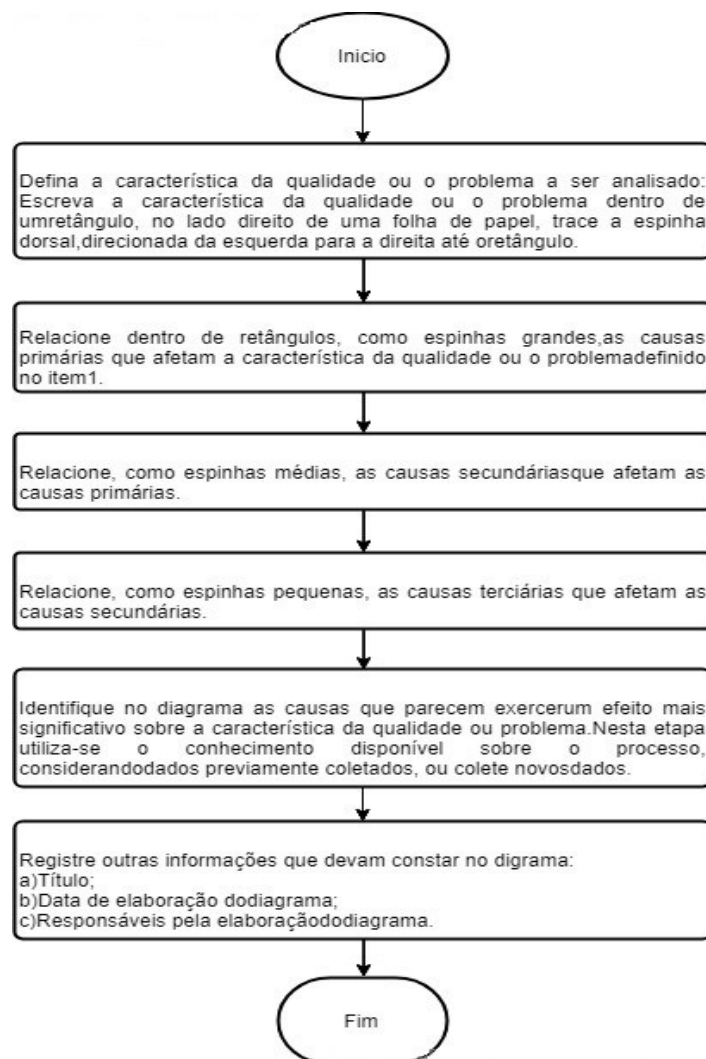 Inicio
Defina a característica da qualidade ou o problema a ser analisado:
Escreva a característica da qualidade ou o problema dentro de
umretângulo, no lado direito de uma folha de papel, trace a espinha
dorsal,direcionada da esquerda para a direita até oretângulo.
Relacione dentro de retângulos, como espinhas grandes,as causas
primárias que afetam a característica da qualidade ou o problemadefinido
no item1.
Relacione, como espinhas médias, as causas secundáriasque afetam as
causas primárias.
Relacione, como espinhas pequenas, as causas terciárias que afetam as
causas secundárias.
Identifique no diagrama as causas que parecem exercerum efeito mais
significativo sobre a característica da qualidade ou problema.Nesta etapa
utiliza-se o conhecimento disponível sobre o processo,
considerandodados previamente coletados, ou colete novosdados.
Registre outras informações que devam constar no digrama:
a)Título;
b)Data de elaboração dodiagrama;
c)Responsáveis pela elaboraçãododiagrama.
Fim